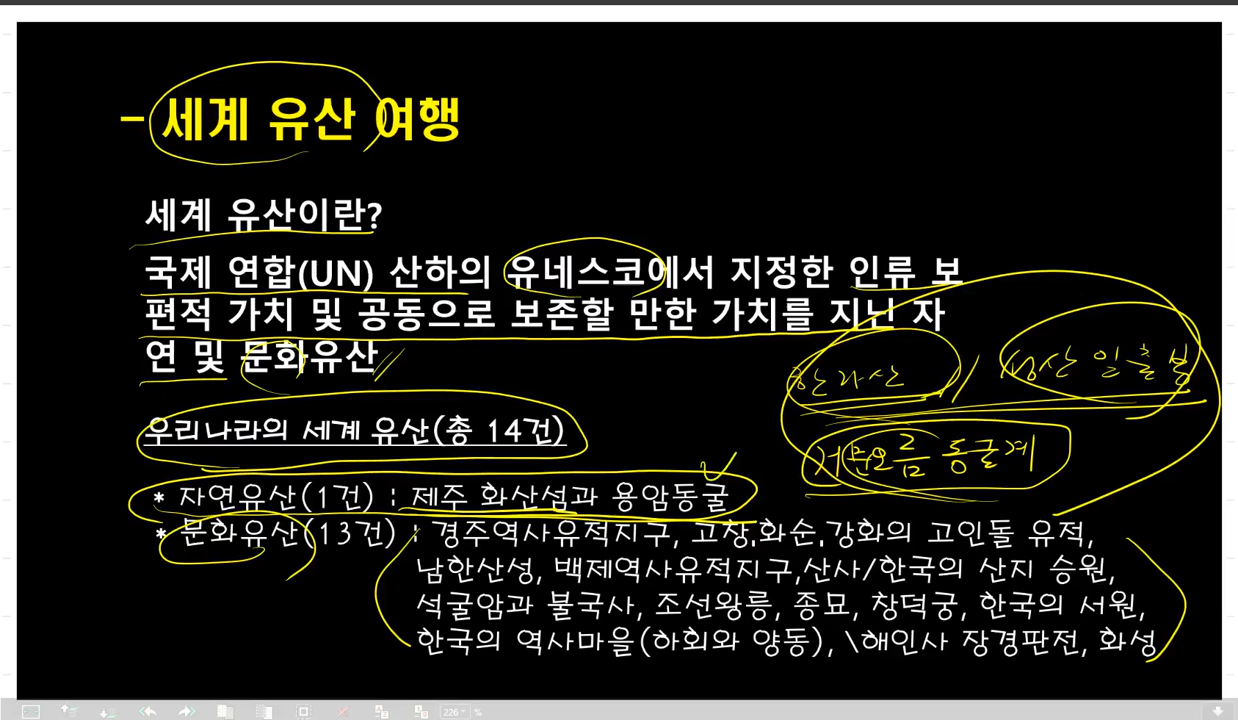 - 세계 유산 여행
세계 유산이란?
국제 연합(UN) 산하의 유네스코에서 지정한 인류 보
편적 가치 및 공동으로 보존할 만한 가치를 지닌 자
연 및 문화유산
한라산 / 성산 일출봉
우리나라의 세계 유산(총 14건)
거문오름 동굴계
* 자연유산(1건) : 제주 화산섬과 용암동굴
* 문화유산(13건) : 경주역사유적지구, 고창,화순,강화의 고인돌 유적,
남한산성, 백제역사유적지구,산사/한국의 산지 승원,
석굴암과 불국사, 조선왕릉, 종묘, 창덕궁, 한국의 서원,
한국의 역사마을(하회와 양동), \해인사 장경판전, 화성
226 %